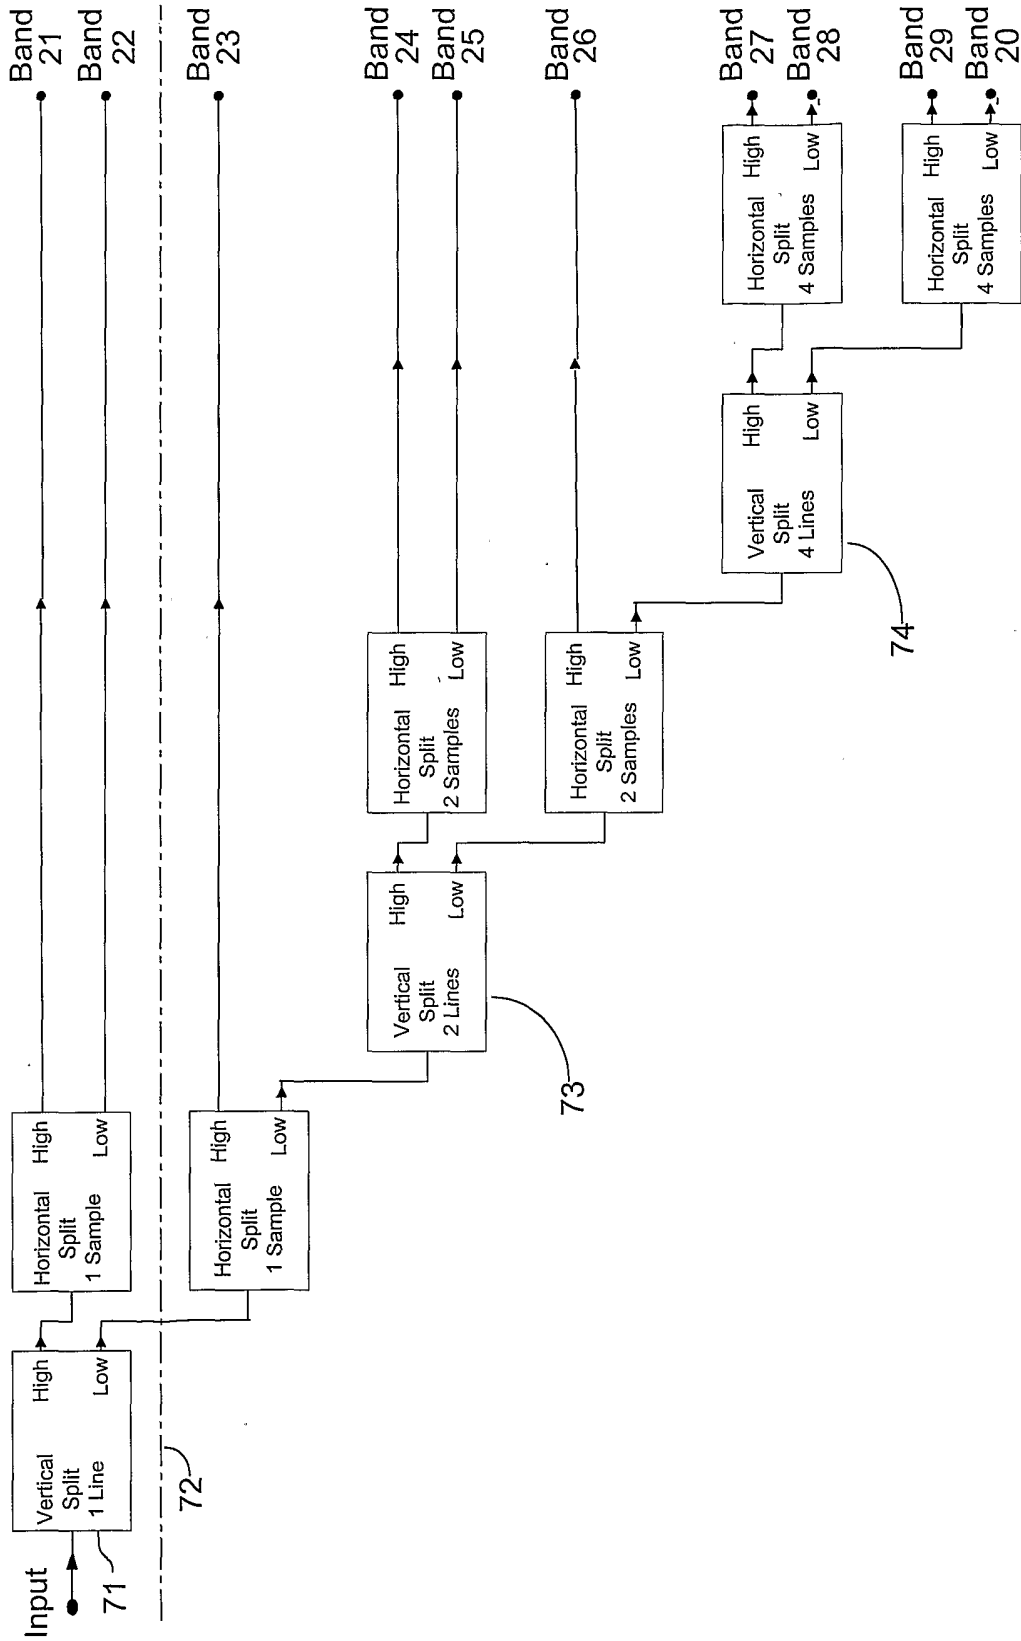 Input
71
Vertical
Split
1 Line
High
Low
72
Horizontal
Split
1 Sample
High
Low
Band
21
Band
22
Horizontal
Split
1 Sample
High
Low
Band
23
73
Vertical
Split
2 Lines
High
Low
Horizontal
Split
2 Samples
High
Low
Band
24
Band
25
Horizontal
Split
2 Samples
High
Low
Band
26
74
Vertical
Split
4 Lines
High
Low
Horizontal
Split
4 Samples
High
Low
Band
27
Band
28
Horizontal
Split
4 Samples
High
Low
Band
29
Band
20